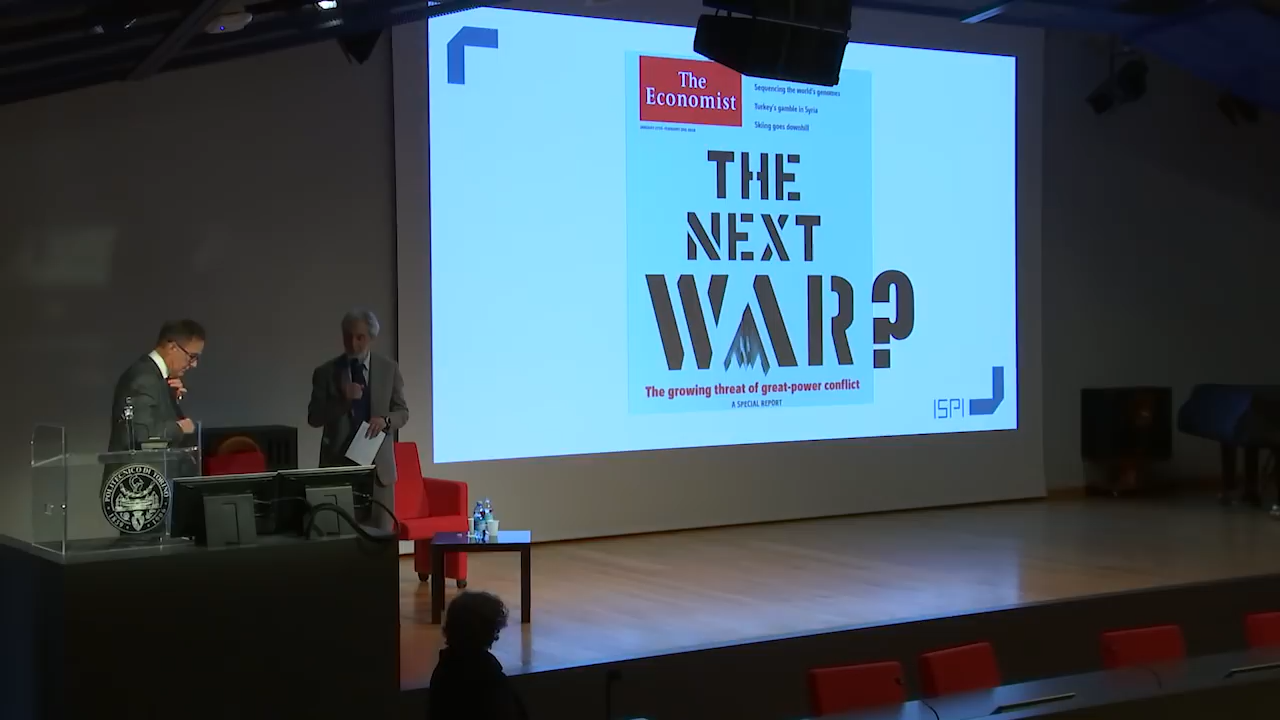 The
Economist
Sequencing the world's genomes
Turkey's gamble in Syria
Skiing goes downhill
THE
NEXT
WAR?
The growing threat of great-power conflict
A SPECIAL REPORT
ISPI
POLITECNICO DI TORINO